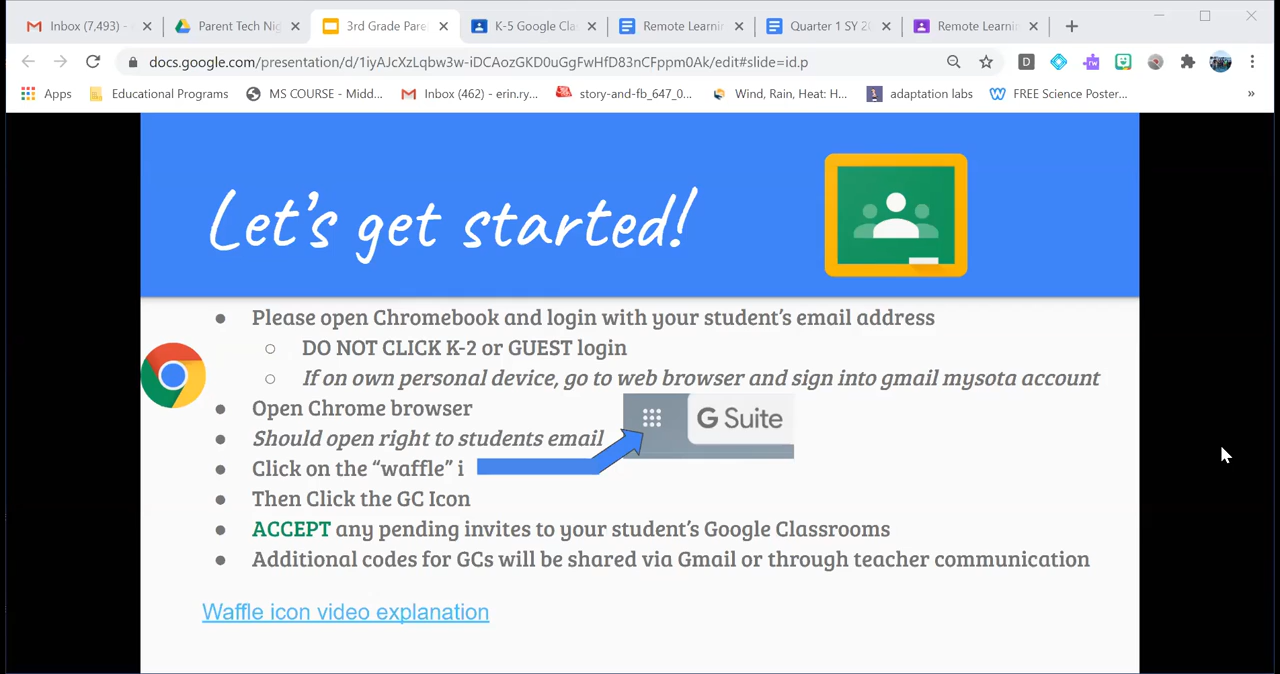 Inbox (7,493) -
Parent Tech Nig
3rd Grade Pare
K-5 Google Cla
Remote Learnin
Quarter 1 SY 20
Remote Learnin
docs.google.com/presentation/d/1iyAJcXzLqbw3w-iDCAozGKD0uGgFwHfD83nCFppm0Ak/edit#slide=id.p
Apps
Educational Programs
MS COURSE - Midd...
Inbox (462) - erin.ry...
story-and-fb_647_0...
Wind, Rain, Heat: H...
adaptation labs
FREE Science Poster...
Let's get started!
● Please open Chromebook and login with your student's email address
○ DO NOT CLICK K-2 or GUEST login
○ If on own personal device, go to web browser and sign into gmail mysota account
● Open Chrome browser
● Should open right to students email
G Suite
● Click on the "waffle" i
● Then Click the GC Icon
● ACCEPT any pending invites to your student's Google Classrooms
● Additional codes for GCs will be shared via Gmail or through teacher communication
Waffle icon video explanation